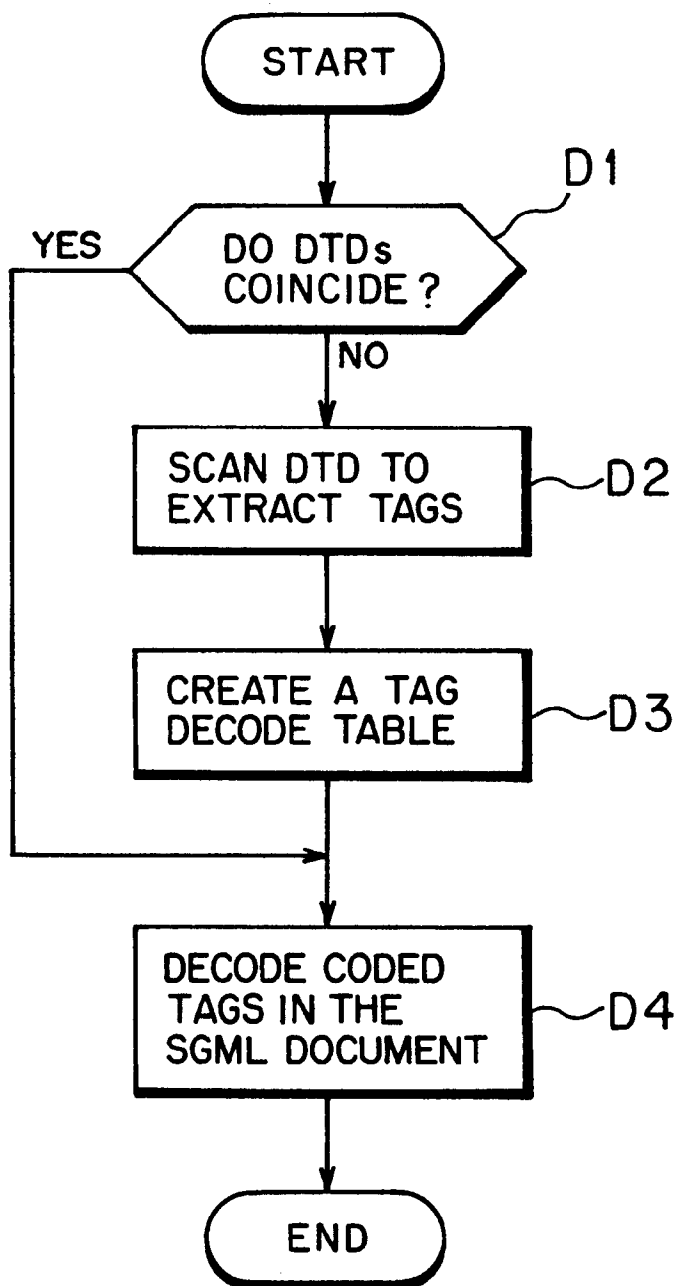 START
D1
YES
DO DTDs
COINCIDE?
NO
SCAN DTD TO
EXTRACT TAGS
D2
CREATE A TAG
DECODE TABLE
D3
DECODE CODED
TAGS IN THE
SGML DOCUMENT
D4
END